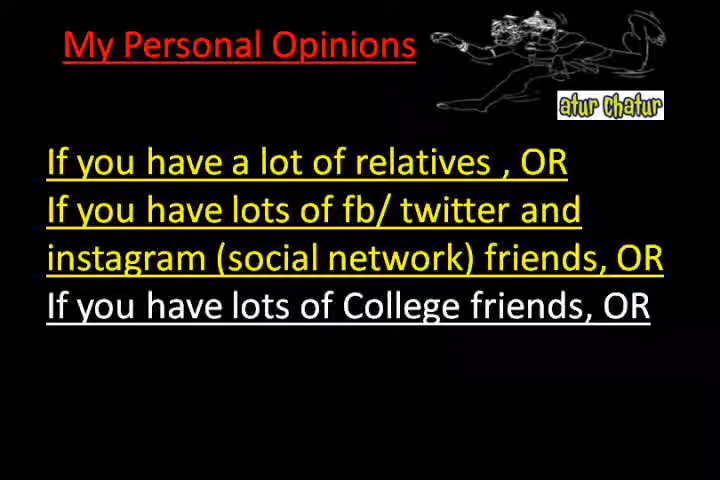 My Personal Opinions
atur chatur
If you have a lot of relatives , OR
If you have lots of fb/ twitter and
instagram (social network) friends, OR
If you have lots of College friends, OR